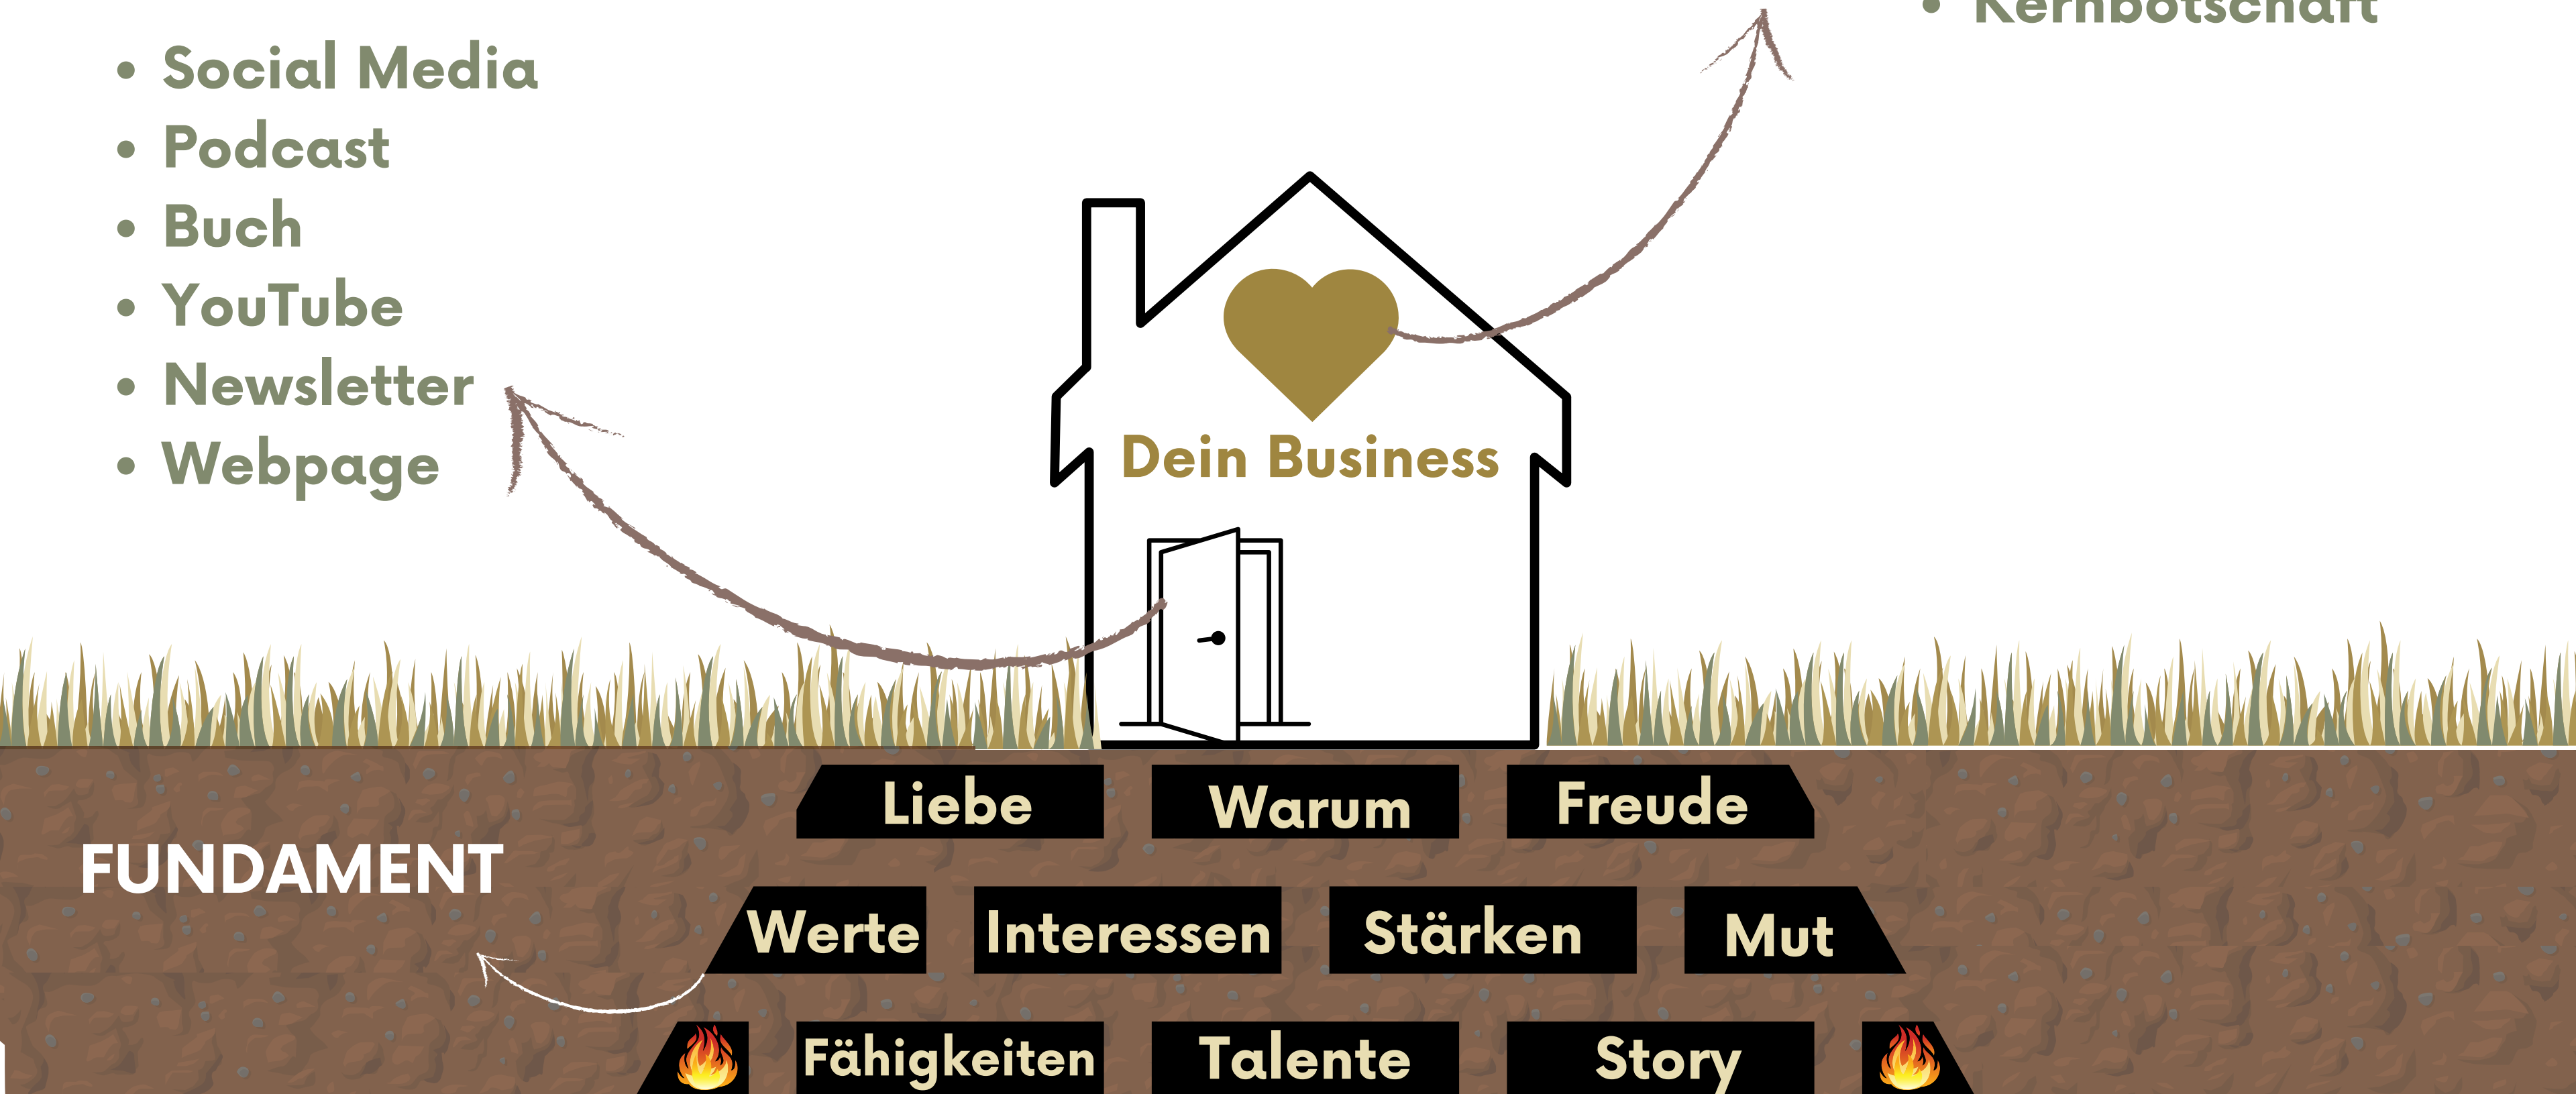 Kernbotschaft
• Social Media
• Podcast
• Buch
• YouTube
• Newsletter
• Webpage
Dein Business
Liebe Warum Freude
FUNDAMENT
Werte Interessen Stärken Mut
Fähigkeiten Talente Story